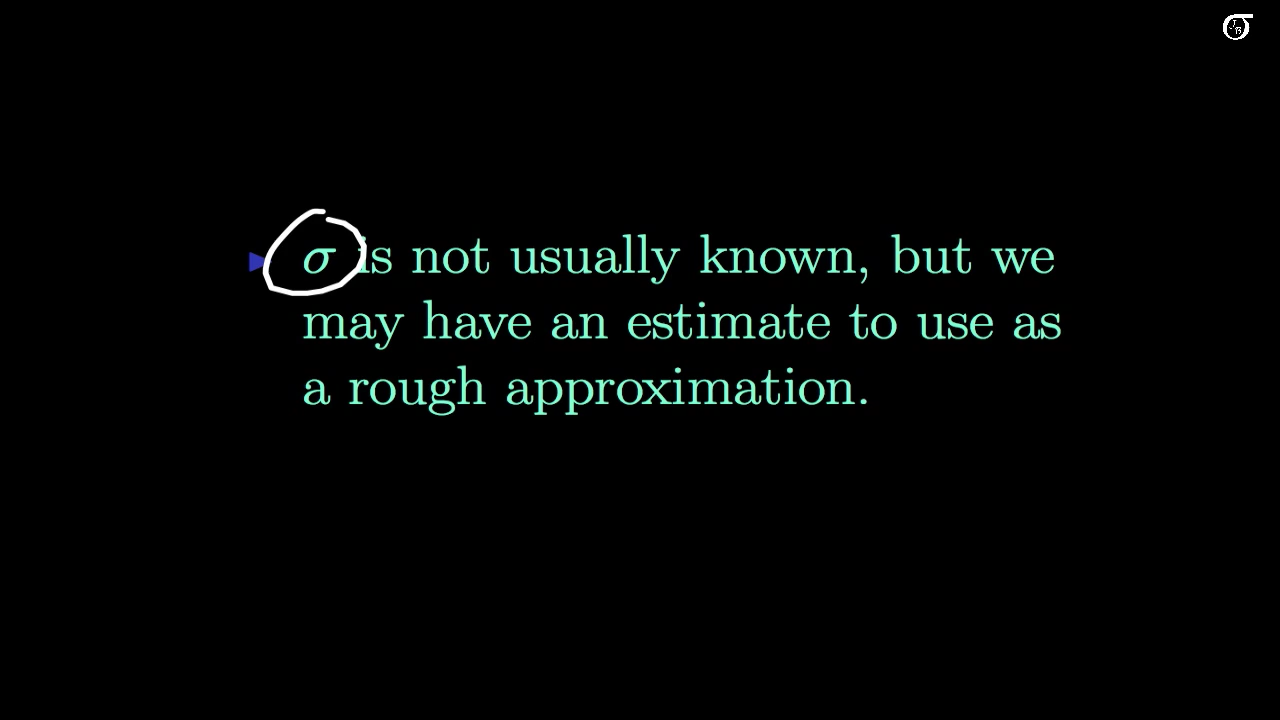 σ is not usually known, but we
may have an estimate to use as
a rough approximation.